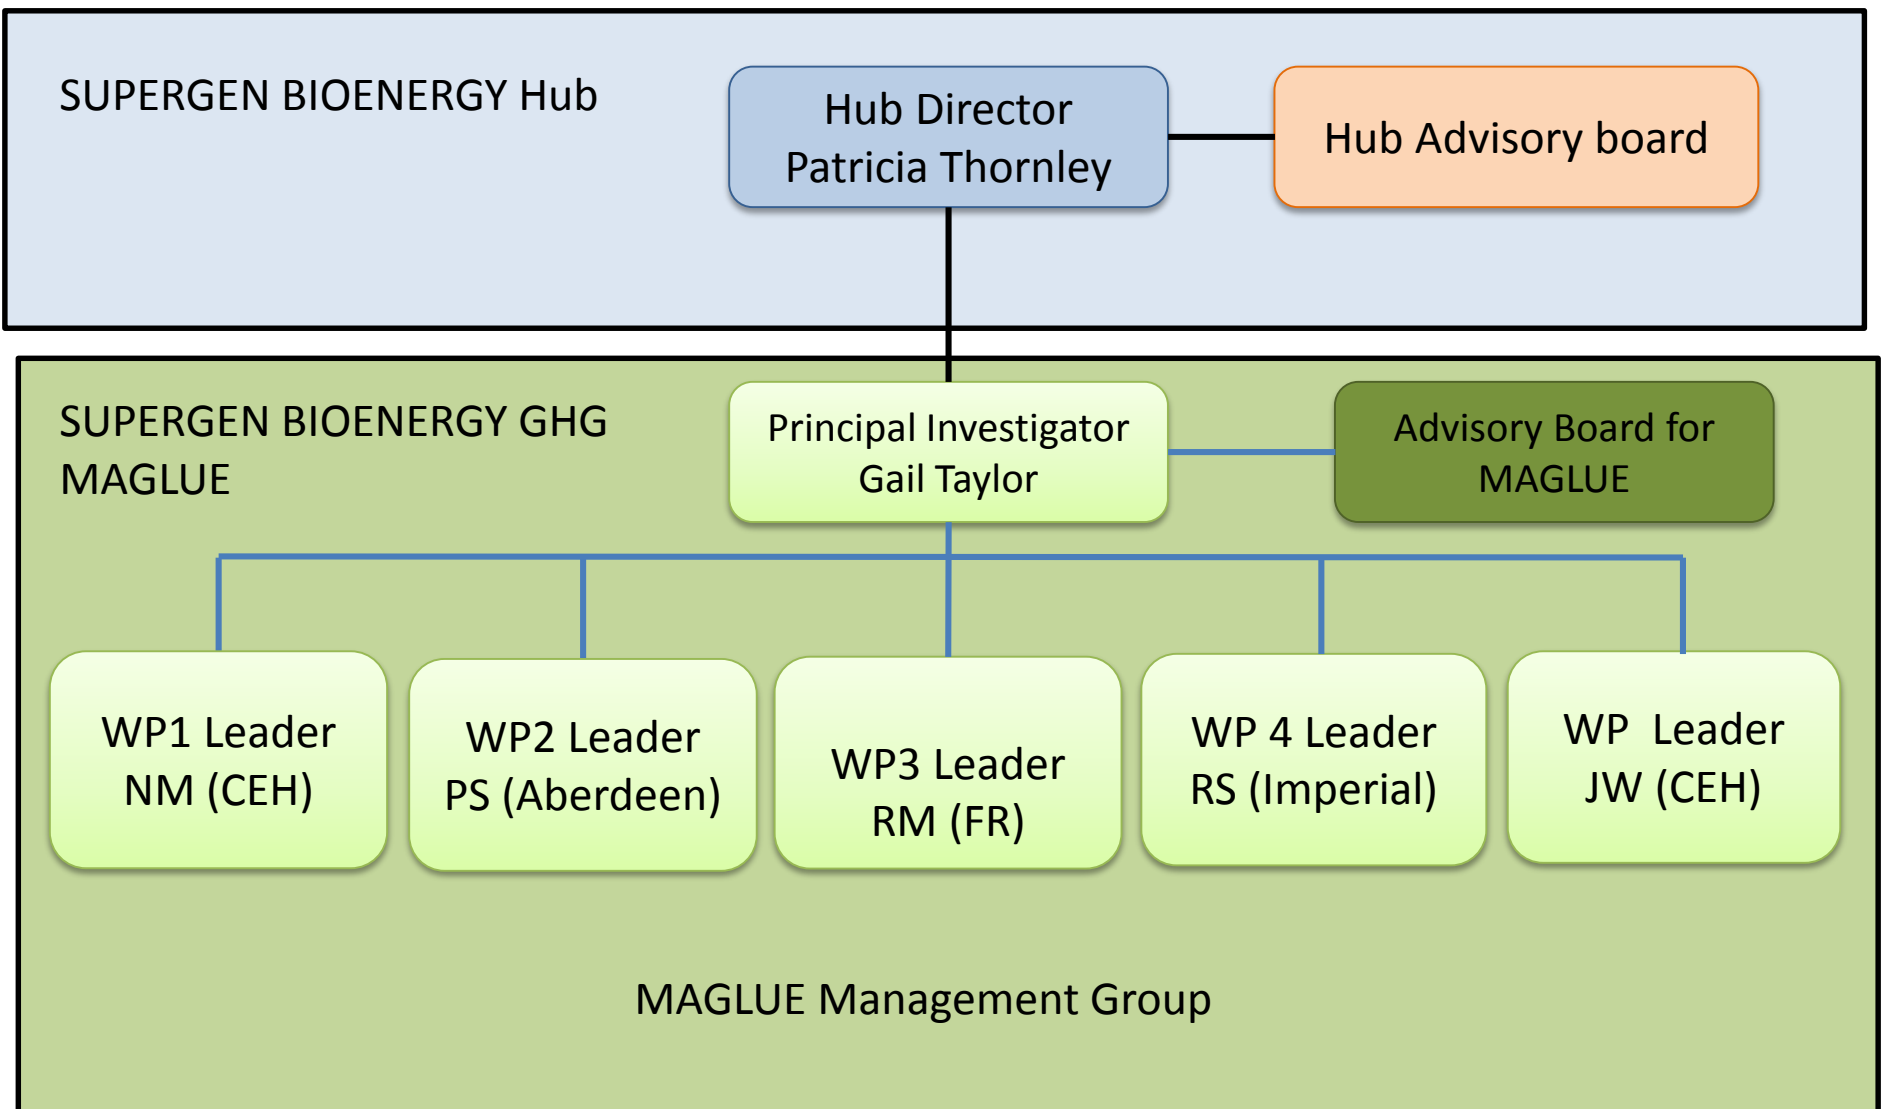 SUPERGEN BIOENERGY Hub
Hub Director
Patricia Thornley
Hub Advisory board
SUPERGEN BIOENERGY GHG
MAGLUE
Principal Investigator
Gail Taylor
Advisory Board for
MAGLUE
WP1 Leader
NM (CEH)
WP2 Leader
PS (Aberdeen)
WP3 Leader
RM (FR)
WP 4 Leader
RS (Imperial)
WP  Leader
JW (CEH)
MAGLUE Management Group